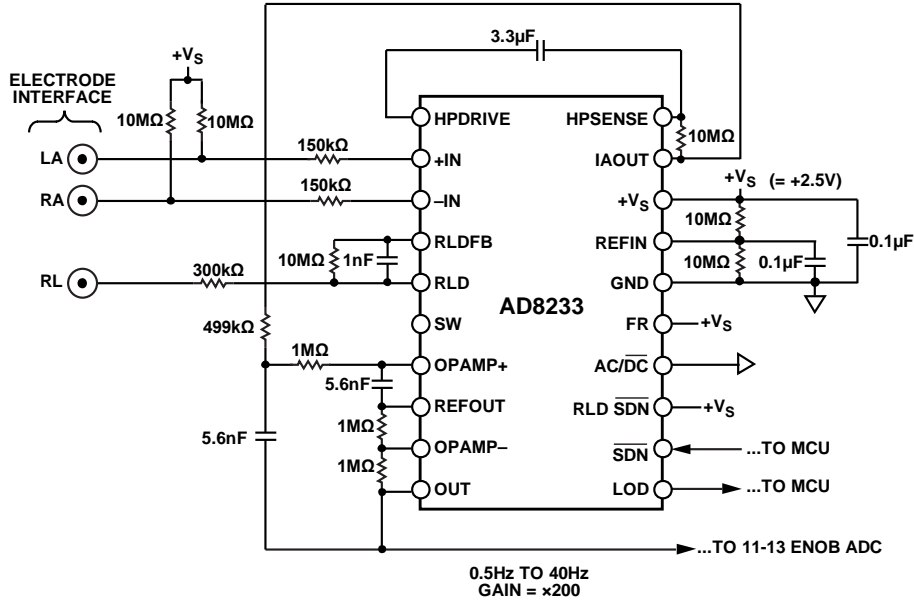 3.3µF
+VS
ELECTRODE
INTERFACE
10MΩ
10MΩ
LA
RA
RL
150kΩ
150kΩ
10MΩ
1nF
300kΩ
499kΩ
1MΩ
5.6nF
1MΩ
1MΩ
5.6nF
HPDRIVE
+IN
–IN
RLDFB
RLD
SW
OPAMP+
REFOUT
OPAMP–
OUT
AD8233
HPSENSE
IAOUT
+VS
REFIN
GND
FR
AC/DC
RLD SDN
SDN
LOD
10MΩ
+VS (= +2.5V)
10MΩ
10MΩ
0.1µF
0.1µF
+VS
+VS
...TO MCU
...TO MCU
...TO 11-13 ENOB ADC
0.5Hz TO 40Hz
GAIN = ×200